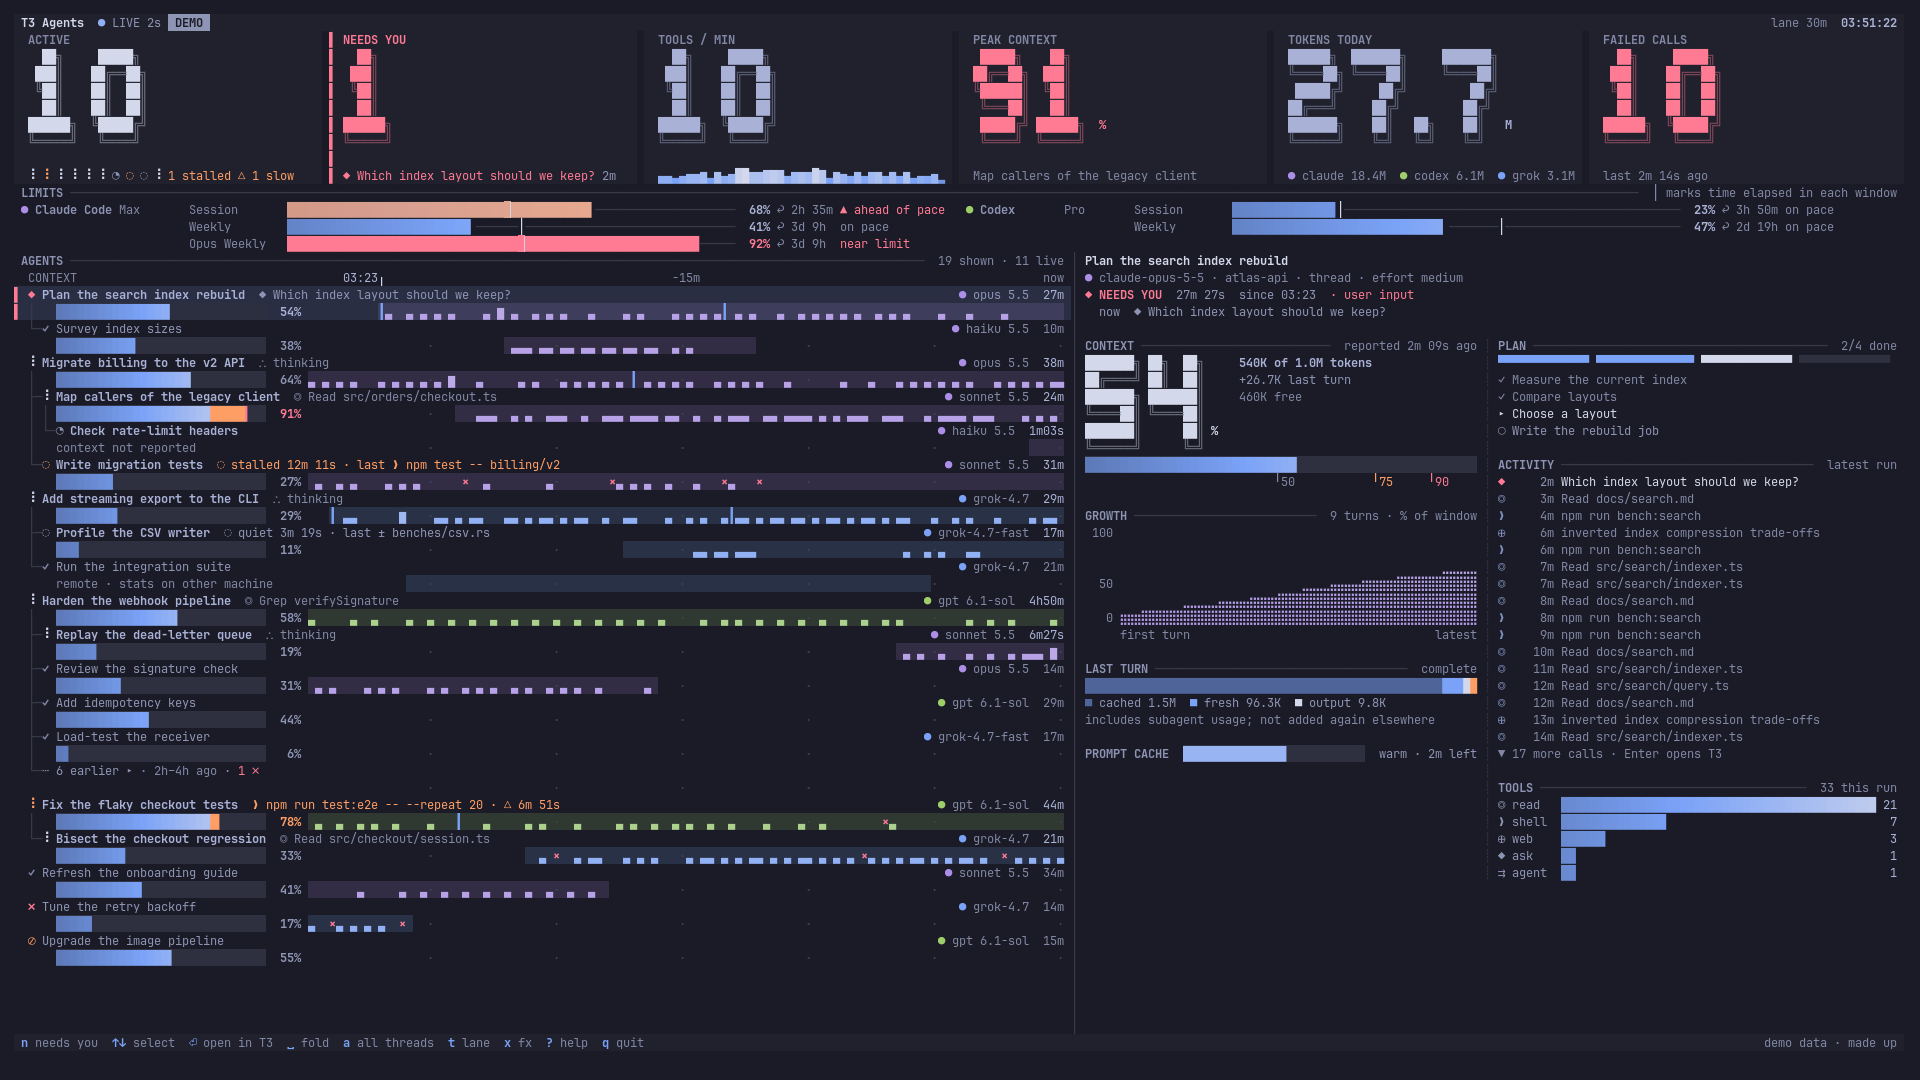 T3 Agents ● LIVE 2s DEMO lane 30m 03:51:22
ACTIVE NEEDS YOU TOOLS / MIN PEAK CONTEXT TOKENS TODAY FAILED CALLS
10 1 10 91 % 27.7 M 10
1 stalled △ 1 slow ◆ Which index layout should we keep? 2m Map callers of the legacy client ● claude 18.4M ● codex 6.1M ● grok 3.1M last 2m 14s ago
LIMITS marks time elapsed in each window
● Claude Code Max Session 68% 2h 35m ▲ ahead of pace ● Codex Pro Session 23% 3h 50m on pace
Weekly 41% 3d 9h on pace Weekly 47% 2d 19h on pace
Opus Weekly 92% 3d 9h near limit
AGENTS 19 shown · 11 live
CONTEXT 03:23 -15m now
◆ Plan the search index rebuild ◆ Which index layout should we keep? ● opus 5.5 27m
54%
✓ Survey index sizes ● haiku 5.5 10m
38%
Migrate billing to the v2 API ∴ thinking ● opus 5.5 38m
64%
Map callers of the legacy client Read src/orders/checkout.ts ● sonnet 5.5 24m
91%
Check rate-limit headers ● haiku 5.5 1m03s
context not reported
Write migration tests stalled 12m 11s · last ❫ npm test -- billing/v2 ● sonnet 5.5 31m
27%
Add streaming export to the CLI ∴ thinking ● grok-4.7 29m
29%
Profile the CSV writer quiet 3m 19s · last ± benches/csv.rs ● grok-4.7-fast 17m
11%
✓ Run the integration suite ● grok-4.7 21m
remote · stats on other machine
Harden the webhook pipeline Grep verifySignature ● gpt 6.1-sol 4h50m
58%
Replay the dead-letter queue ∴ thinking ● sonnet 5.5 6m27s
19%
✓ Review the signature check ● opus 5.5 14m
31%
✓ Add idempotency keys ● gpt 6.1-sol 29m
44%
✓ Load-test the receiver ● grok-4.7-fast 17m
6%
6 earlier ▸ · 2h–4h ago · 1 ×
Fix the flaky checkout tests ❫ npm run test:e2e -- --repeat 20 · △ 6m 51s ● gpt 6.1-sol 44m
78%
Bisect the checkout regression Read src/checkout/session.ts ● grok-4.7 21m
33%
✓ Refresh the onboarding guide ● sonnet 5.5 34m
41%
× Tune the retry backoff ● grok-4.7 14m
17%
⊘ Upgrade the image pipeline ● gpt 6.1-sol 15m
55%
Plan the search index rebuild
● claude-opus-5-5 · atlas-api · thread · effort medium
◆ NEEDS YOU 27m 27s since 03:23 · user input
now ◆ Which index layout should we keep?
CONTEXT reported 2m 09s ago
54 %
540K of 1.0M tokens
+26.7K last turn
460K free
50 75 90
GROWTH 9 turns · % of window
100
50
0
first turn latest
LAST TURN complete
■ cached 1.5M ■ fresh 96.3K ■ output 9.8K
includes subagent usage; not added again elsewhere
PROMPT CACHE warm · 2m left
PLAN 2/4 done
✓ Measure the current index
✓ Compare layouts
▸ Choose a layout
○ Write the rebuild job
ACTIVITY latest run
◆ 2m Which index layout should we keep?
3m Read docs/search.md
❫ 4m npm run bench:search
⊕ 6m inverted index compression trade-offs
❫ 6m npm run bench:search
7m Read src/search/indexer.ts
7m Read src/search/indexer.ts
8m Read docs/search.md
❫ 8m npm run bench:search
❫ 9m npm run bench:search
10m Read docs/search.md
11m Read src/search/indexer.ts
12m Read src/search/query.ts
12m Read docs/search.md
⊕ 13m inverted index compression trade-offs
14m Read src/search/indexer.ts
▼ 17 more calls · Enter opens T3
TOOLS 33 this run
read 21
❫ shell 7
⊕ web 3
◆ ask 1
⇉ agent 1
n needs you ↑↓ select ⏎ open in T3 ␣ fold a all threads t lane x fx ? help q quit demo data · made up